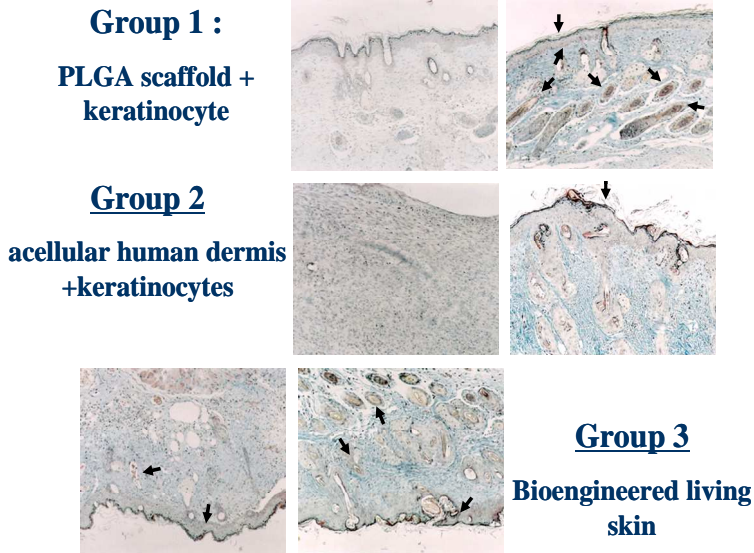 Group 1 :
PLGA scaffold +
keratinocyte
Group 2
acellular human dermis
+keratinocytes
Group 3
Bioengineered living
skin